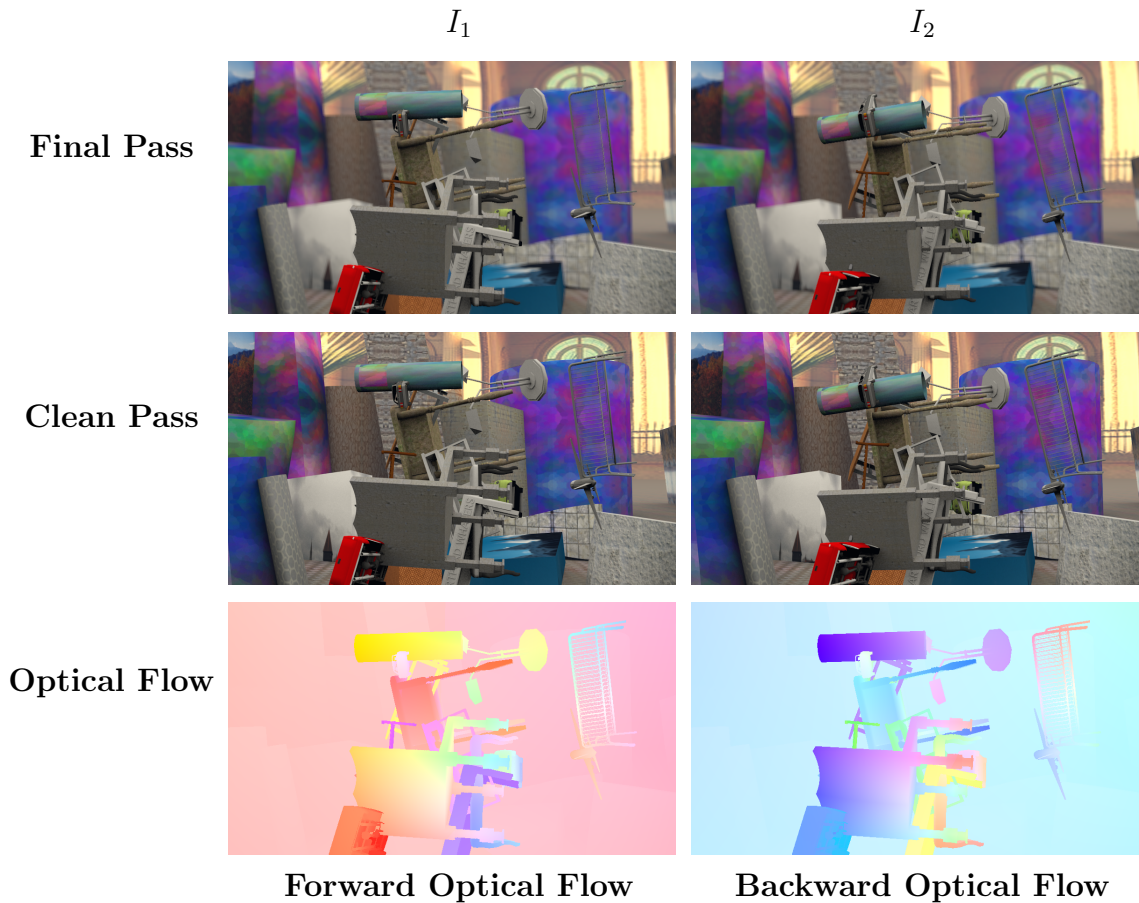 I₁ I₂
Final Pass
Clean Pass
Optical Flow
Forward Optical Flow Backward Optical Flow